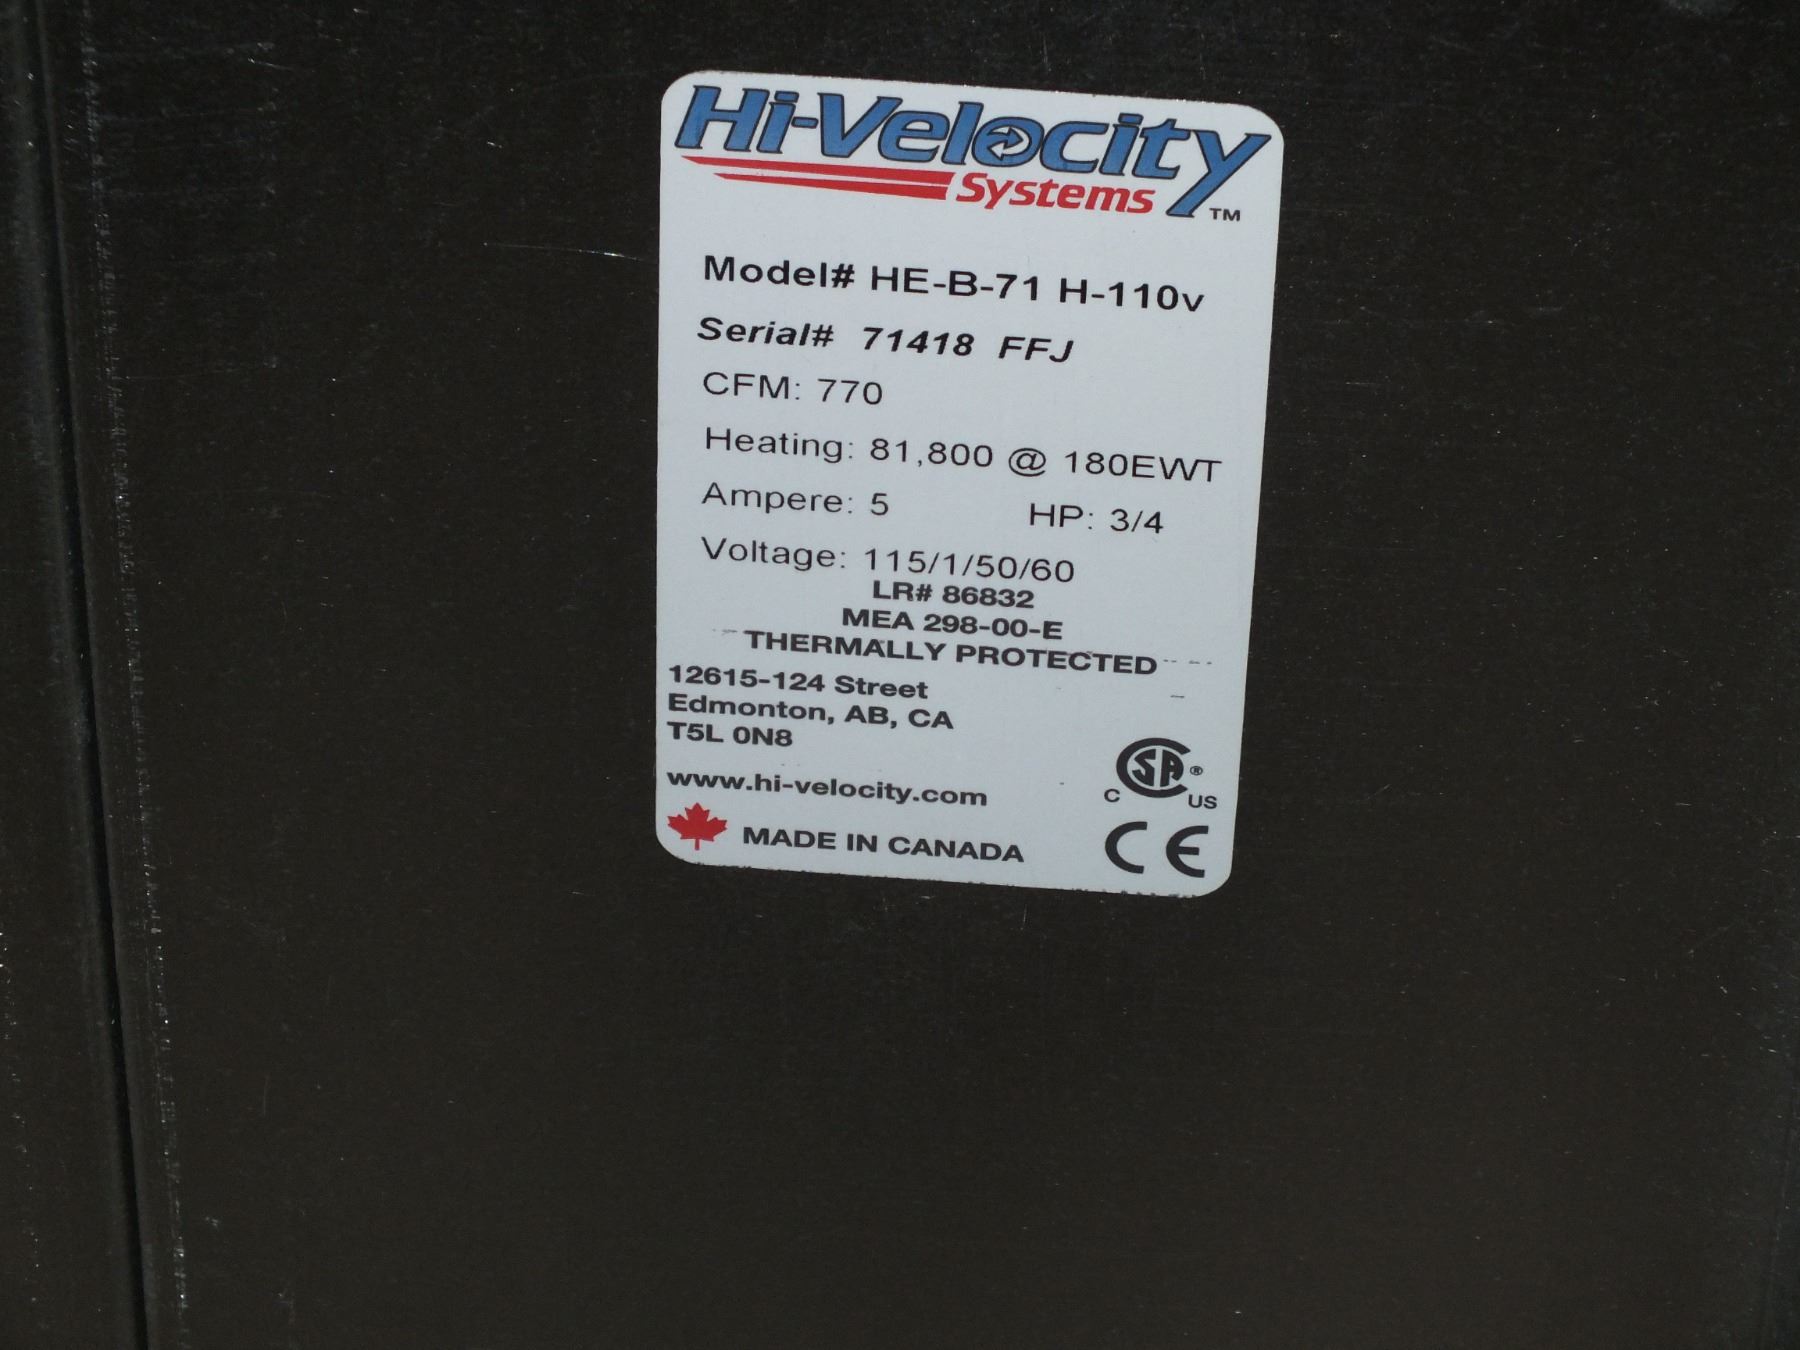 Hi-Velocity
Systems ™
Model# HE-B-71 H-110v
Serial# 71418 FFJ
CFM: 770
Heating: 81,800 @ 180EWT
Ampere: 5 HP: 3/4
Voltage: 115/1/50/60
LR# 86832
MEA 298-00-E
THERMALLY PROTECTED
12615-124 Street
Edmonton, AB, CA
T5L 0N8
www.hi-velocity.com
MADE IN CANADA
CSA ®
C US
CE